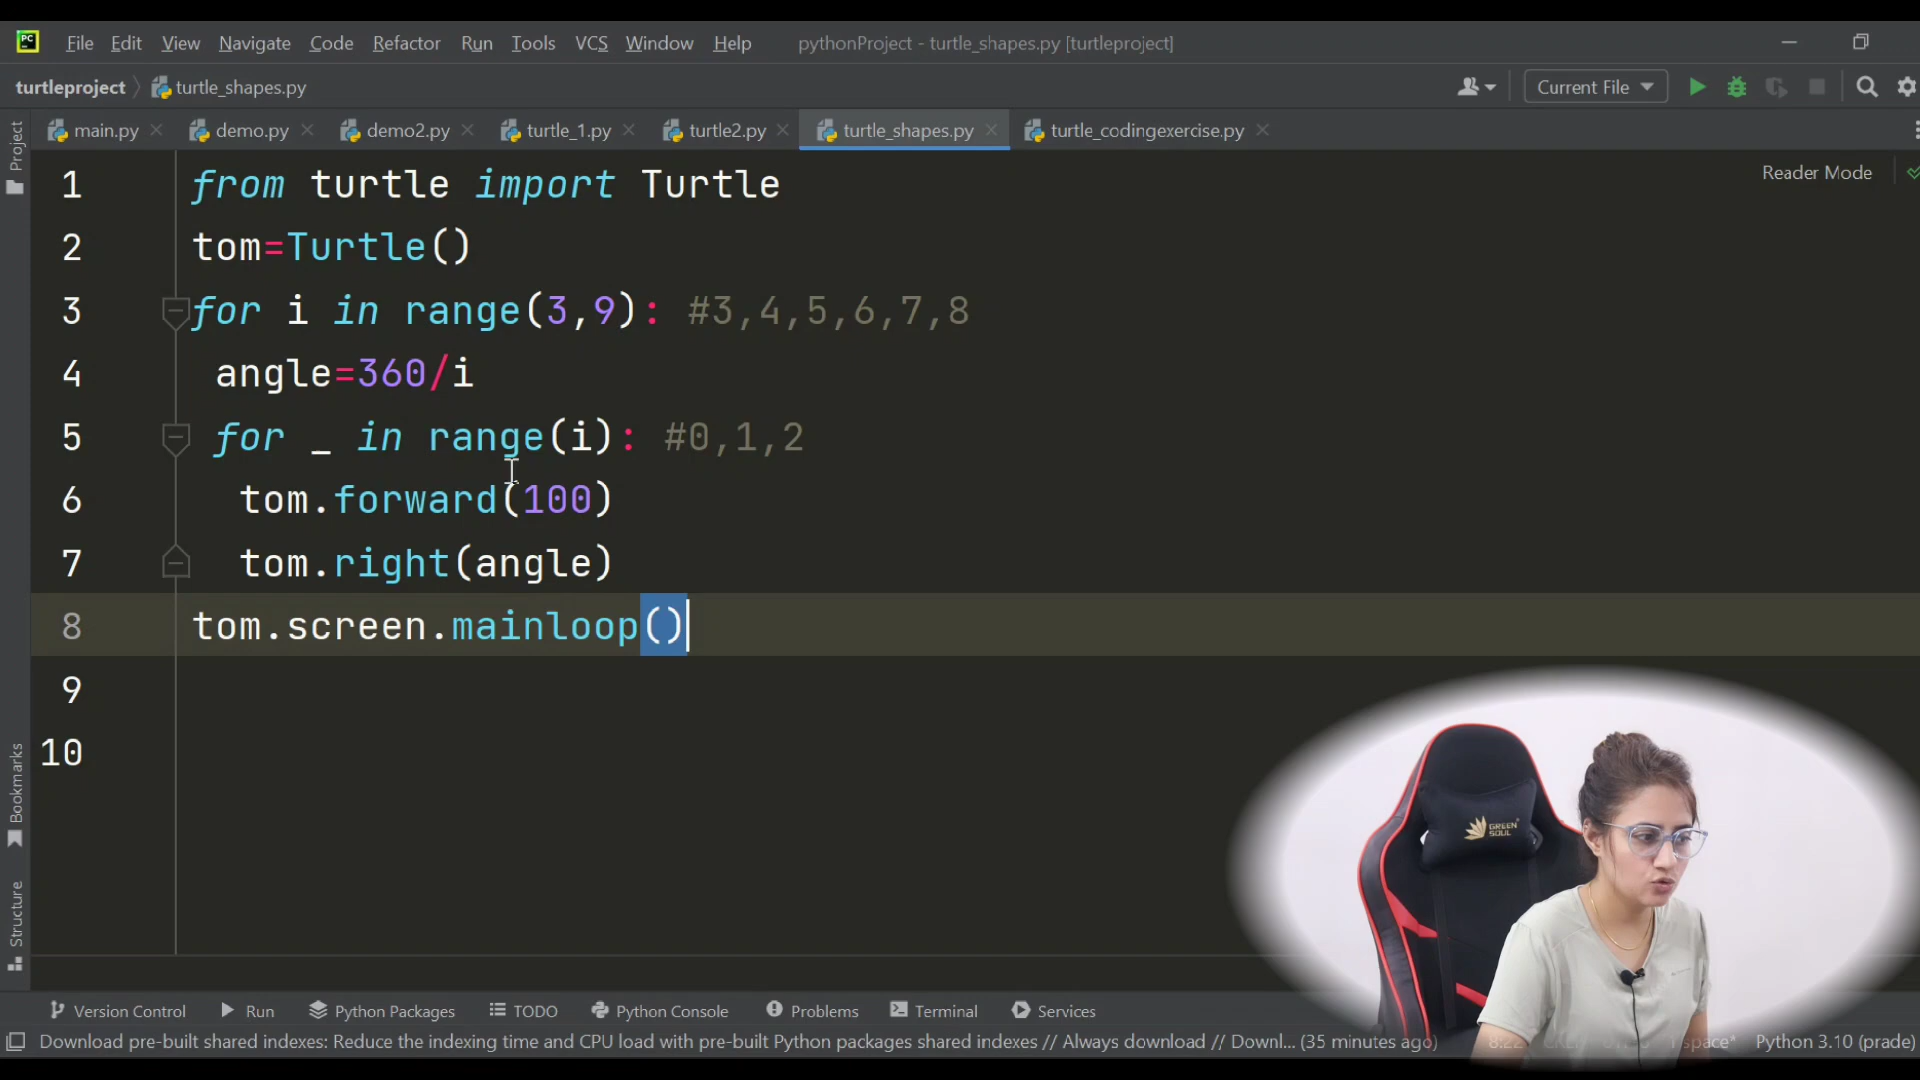 PC File Edit View Navigate Code Refactor Run Tools VCS Window Help pythonProject - turtle_shapes.py [turtleproject]
turtleproject turtle_shapes.py Current File
main.py demo.py demo2.py turtle_1.py turtle2.py turtle_shapes.py turtle_codingexercise.py
Project
Reader Mode
1 from turtle import Turtle
2 tom=Turtle()
3 for i in range(3,9): #3,4,5,6,7,8
4 angle=360/i
5 for _ in range(i): #0,1,2
6 tom.forward(100)
7 tom.right(angle)
8 tom.screen.mainloop()
9
10
Bookmarks
Structure
GREEN
SOUL
Version Control Run Python Packages TODO Python Console Problems Terminal Services
Download pre-built shared indexes: Reduce the indexing time and CPU load with pre-built Python packages shared indexes // Always download // Downl... (35 minutes ago) Python 3.10 (prade)